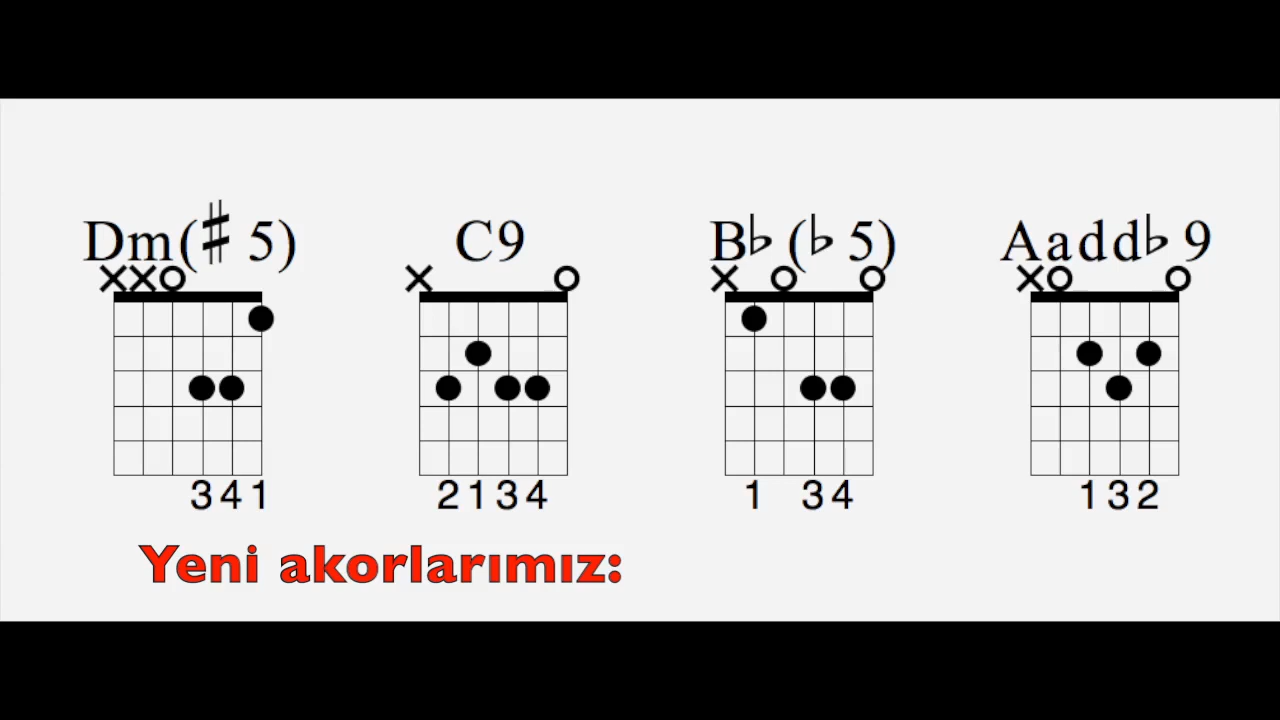 Dm(♯ 5) C9 B♭ (♭ 5) Aadd♭ 9
341 2134 1 34 132
Yeni akorlarımız: